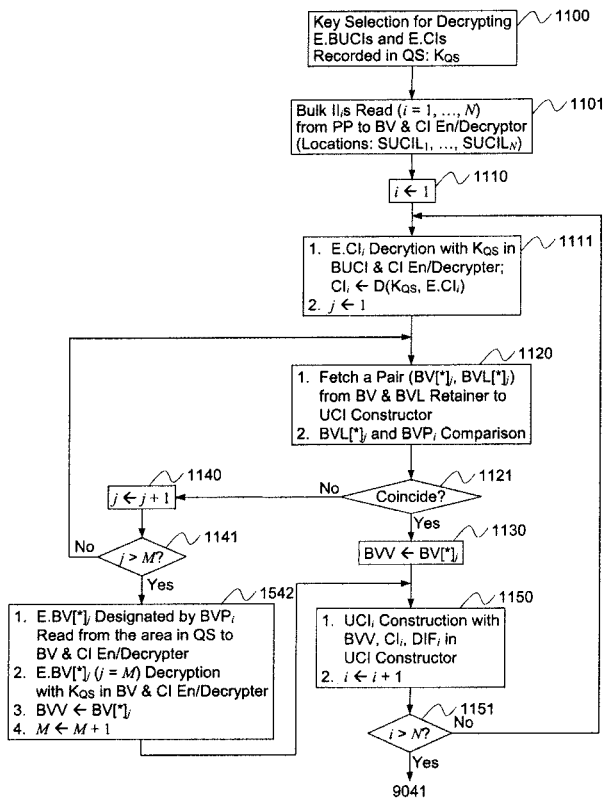 Key Selection for Decrypting
E.BUCIs and E.CIs
Recorded in QS: KQS
1100
Bulk IIis Read (i = 1, ..., N)
from PP to BV & CI En/Decryptor
(Locations: SUCIL1, ..., SUCILN)
1101
i ← 1
1110
1. E.CIi Decrytion with KQS in
BUCI & CI En/Decrypter;
CIi ← D(KQS, E.CIi)
2. j ← 1
1111
1. Fetch a Pair (BV[*]j, BVL[*]j)
from BV & BVL Retainer to
UCI Constructor
2. BVL[*]j and BVPi Comparison
1120
Coincide?
1121
No
Yes
j ← j + 1
1140
BVV ← BV[*]j
1130
j > M?
1141
No
Yes
1. E.BV[*]j Designated by BVPi
Read from the area in QS to
BV & CI En/Decrypter
2. E.BV[*]j (j = M) Decryption
with KQS in BV & CI En/Decrypter
3. BVV ← BV[*]j
4. M ← M + 1
1542
1. UCIi Construction with
BVV, CIi, DIFi in
UCI Constructor
2. i ← i + 1
1150
i > N?
1151
No
Yes
9041